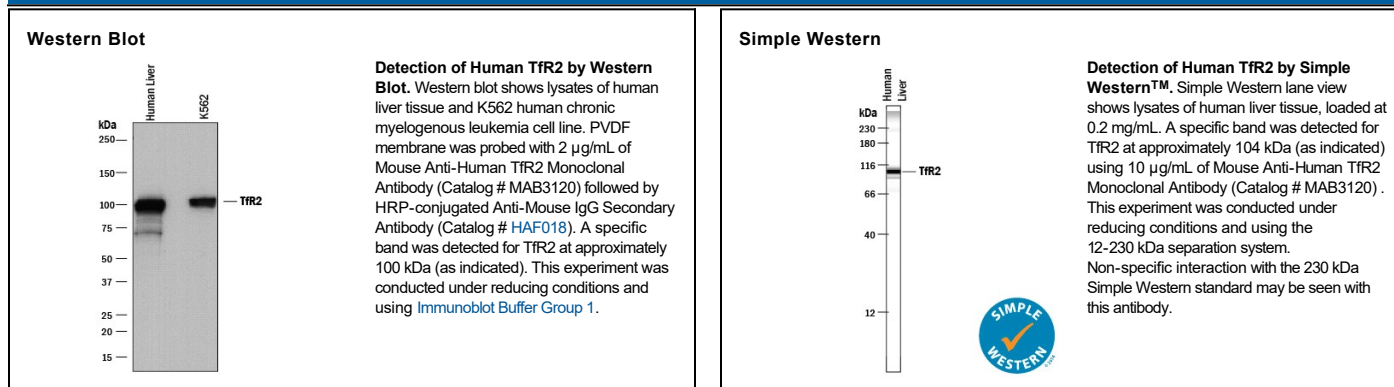 Western Blot
Human Liver
K562
kDa
250
150
100
75
50
37
25
20
15
TfR2
Detection of Human TfR2 by Western
Blot. Western blot shows lysates of human
liver tissue and K562 human chronic
myelogenous leukemia cell line. PVDF
membrane was probed with 2 µg/mL of
Mouse Anti-Human TfR2 Monoclonal
Antibody (Catalog # MAB3120) followed by
HRP-conjugated Anti-Mouse IgG Secondary
Antibody (Catalog # HAF018). A specific
band was detected for TfR2 at approximately
100 kDa (as indicated). This experiment was
conducted under reducing conditions and
using Immunoblot Buffer Group 1.
Simple Western
Human
Liver
kDa
230
180
116
66
40
12
TfR2
SIMPLE
WESTERN
Detection of Human TfR2 by Simple
Western™. Simple Western lane view
shows lysates of human liver tissue, loaded at
0.2 mg/mL. A specific band was detected for
TfR2 at approximately 104 kDa (as indicated)
using 10 µg/mL of Mouse Anti-Human TfR2
Monoclonal Antibody (Catalog # MAB3120) .
This experiment was conducted under
reducing conditions and using the
12-230 kDa separation system.
Non-specific interaction with the 230 kDa
Simple Western standard may be seen with
this antibody.